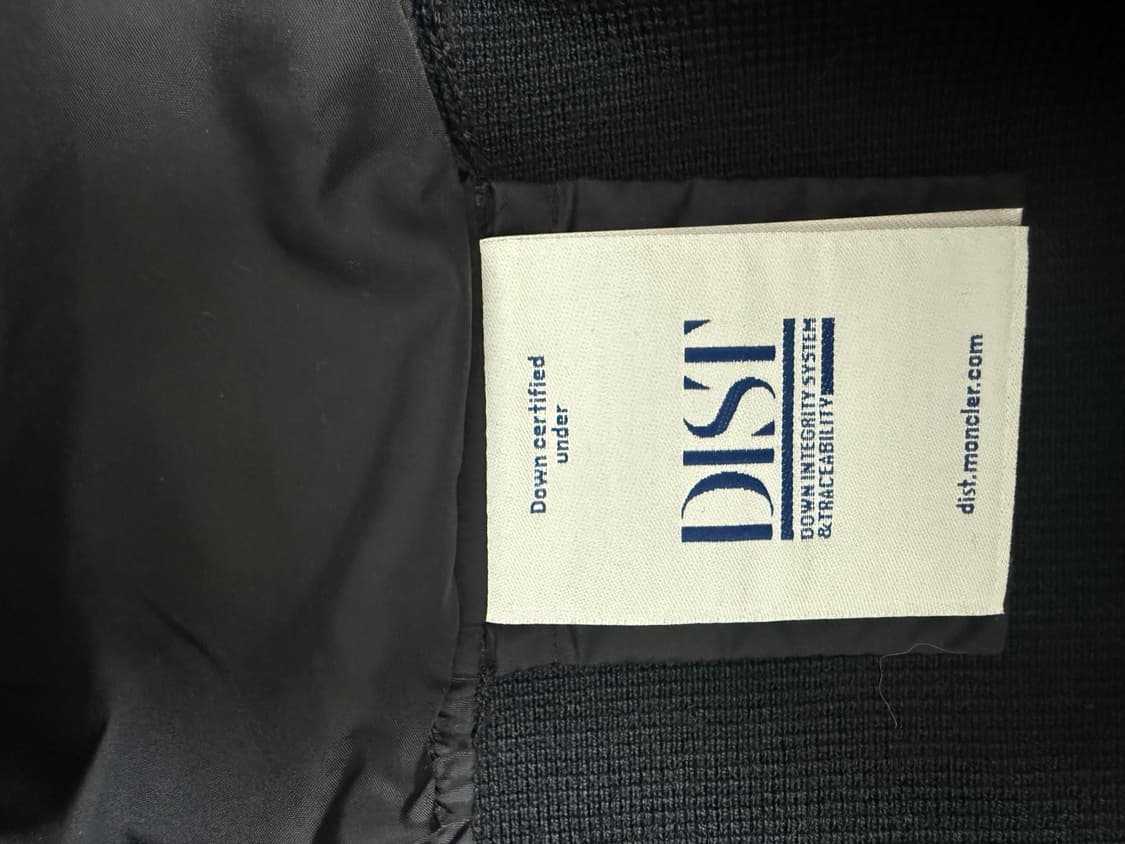 Down certified
under
DIST
DOWN INTEGRITY SYSTEM
& TRACEABILITY
dist.moncler.com